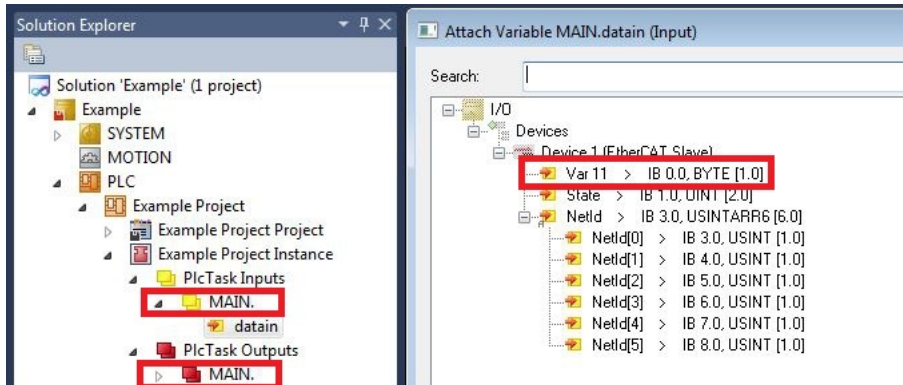 Solution Explorer
Solution 'Example' (1 project)
Example
SYSTEM
MOTION
PLC
Example Project
Example Project Project
Example Project Instance
PlcTask Inputs
MAIN.
datain
PlcTask Outputs
MAIN.
Attach Variable MAIN.datain (Input)
Search:
I/O
Devices
Device 1 (EtherCAT Slave)
Var 11 > IB 0.0, BYTE [1.0]
State > IB 1.0, UINT [2.0]
NetId > IB 3.0, USINTARR6 [6.0]
NetId[0] > IB 3.0, USINT [1.0]
NetId[1] > IB 4.0, USINT [1.0]
NetId[2] > IB 5.0, USINT [1.0]
NetId[3] > IB 6.0, USINT [1.0]
NetId[4] > IB 7.0, USINT [1.0]
NetId[5] > IB 8.0, USINT [1.0]